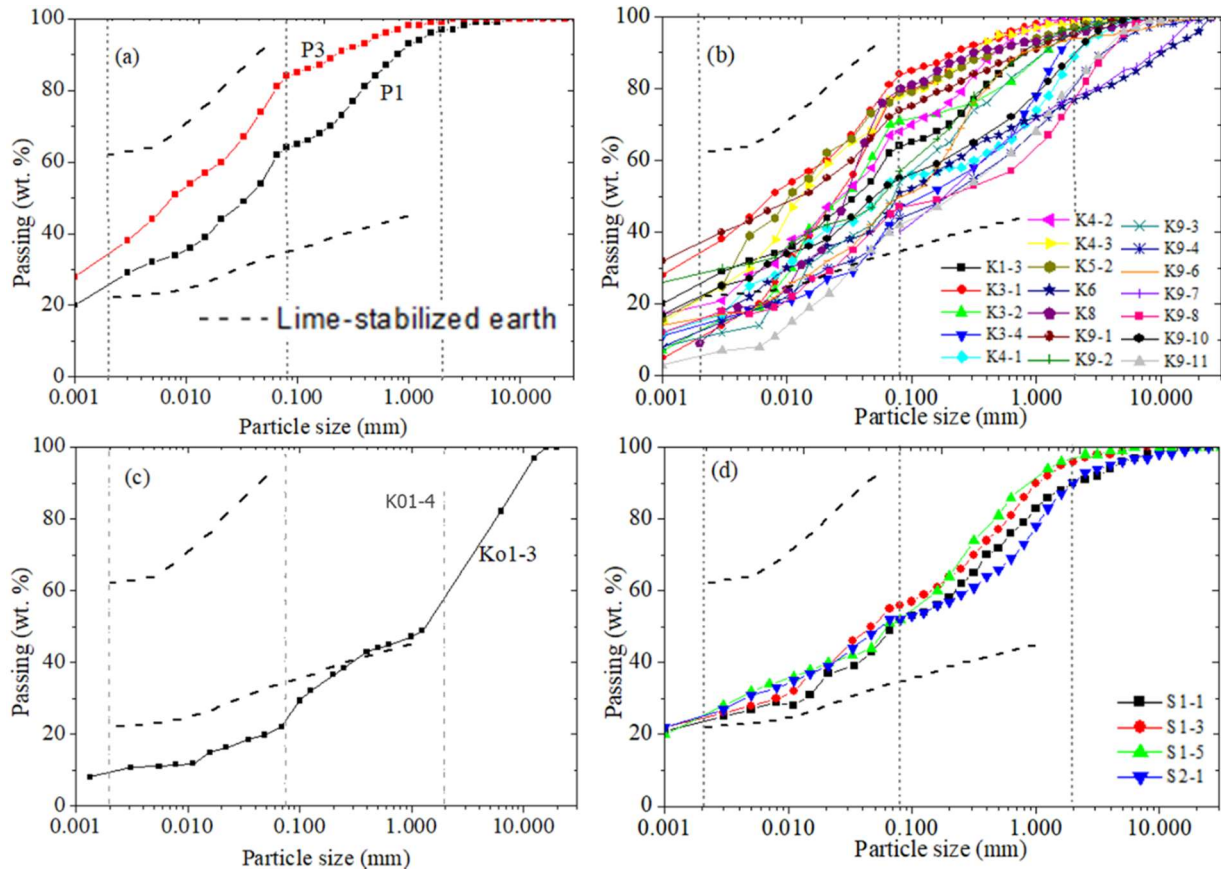 (a)
P3
P1
Lime-stabilized earth
Passing (wt. %)
100
80
60
40
20
0
0.001 0.010 0.100 1.000 10.000
Particle size (mm)
(b)
K4-2
K4-3
K5-2
K6
K8
K9-1
K9-2
K1-3
K3-1
K3-2
K3-4
K4-1
K9-3
K9-4
K9-6
K9-7
K9-8
K9-10
K9-11
Passing (wt. %)
100
80
60
40
20
0
0.001 0.010 0.100 1.000 10.000
Particle size (mm)
(c)
K01-4
Ko1-3
Passing (wt. %)
100
80
60
40
20
0
0.001 0.010 0.100 1.000 10.000
Particle size (mm)
(d)
S1-1
S1-3
S1-5
S2-1
Passing (wt. %)
100
80
60
40
20
0
0.001 0.010 0.100 1.000 10.000
Particle size (mm)